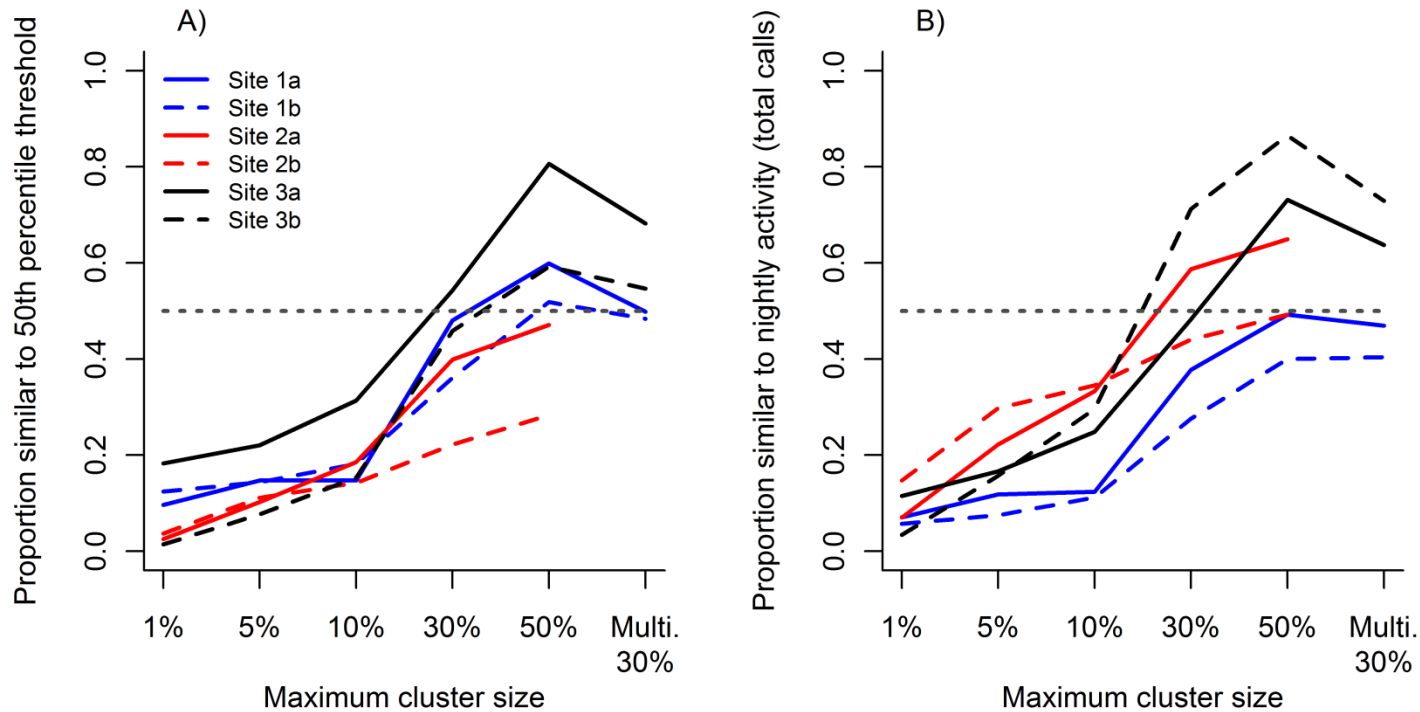 A)
Proportion similar to 50th percentile threshold
1.0
0.8
0.6
0.4
0.2
0.0
Site 1a
Site 1b
Site 2a
Site 2b
Site 3a
Site 3b
1% 5% 10% 30% 50% Multi.
30%
Maximum cluster size
B)
Proportion similar to nightly activity (total calls)
1.0
0.8
0.6
0.4
0.2
0.0
1% 5% 10% 30% 50% Multi.
30%
Maximum cluster size